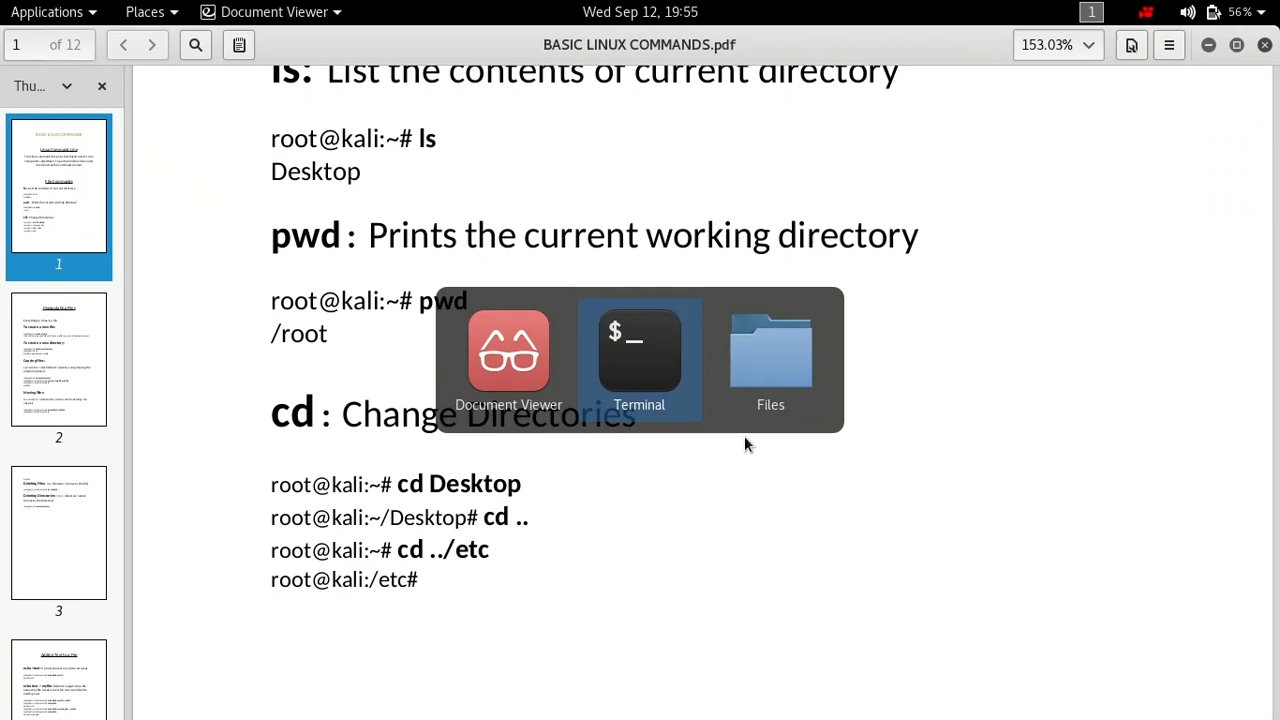 Applications Places Document Viewer Wed Sep 12, 19:55 1 56%
1 of 12 BASIC LINUX COMMANDS.pdf 153.03%
Thu...
1
2
3
ls: List the contents of current directory
root@kali:~# ls
Desktop
pwd : Prints the current working directory
root@kali:~# pwd
/root
cd : Change Directories
root@kali:~# cd Desktop
root@kali:~/Desktop# cd ..
root@kali:~# cd ../etc
root@kali:/etc#
$_
Document Viewer Terminal Files